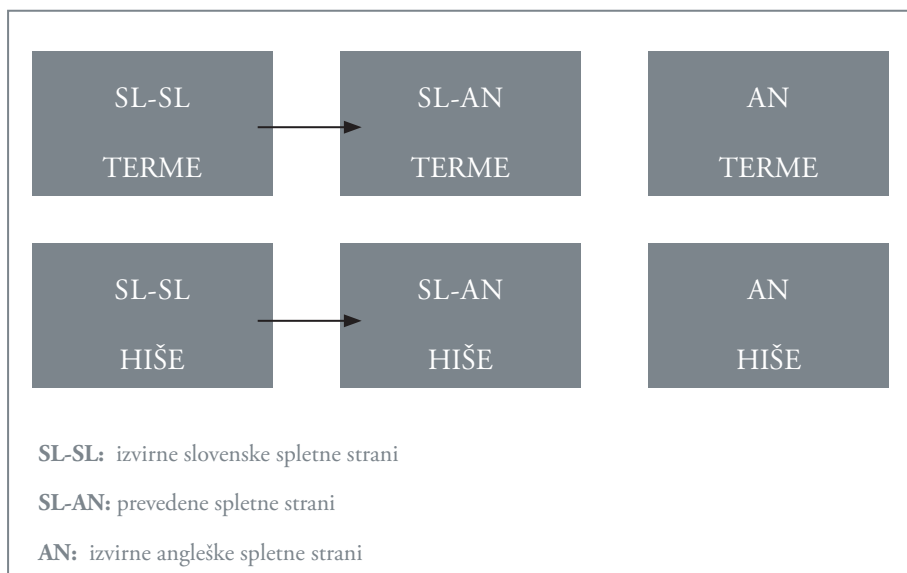 SL-SL
TERME
SL-AN
TERME
AN
TERME
SL-SL
HIŠE
SL-AN
HIŠE
AN
HIŠE
SL-SL: izvirne slovenske spletne strani
SL-AN: prevedene spletne strani
AN: izvirne angleške spletne strani